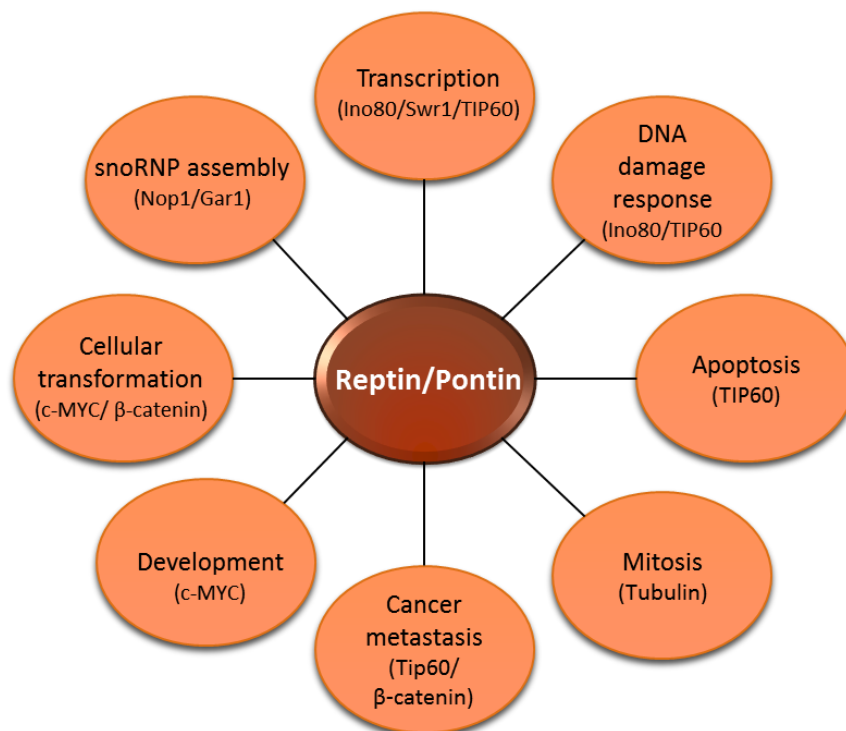 Transcription
(Ino80/Swr1/TIP60)
DNA
damage
response
(Ino80/TIP60
snoRNP assembly
(Nop1/Gar1)
Cellular
transformation
(c-MYC/ β-catenin)
Reptin/Pontin
Apoptosis
(TIP60)
Development
(c-MYC)
Mitosis
(Tubulin)
Cancer
metastasis
(Tip60/
β-catenin)